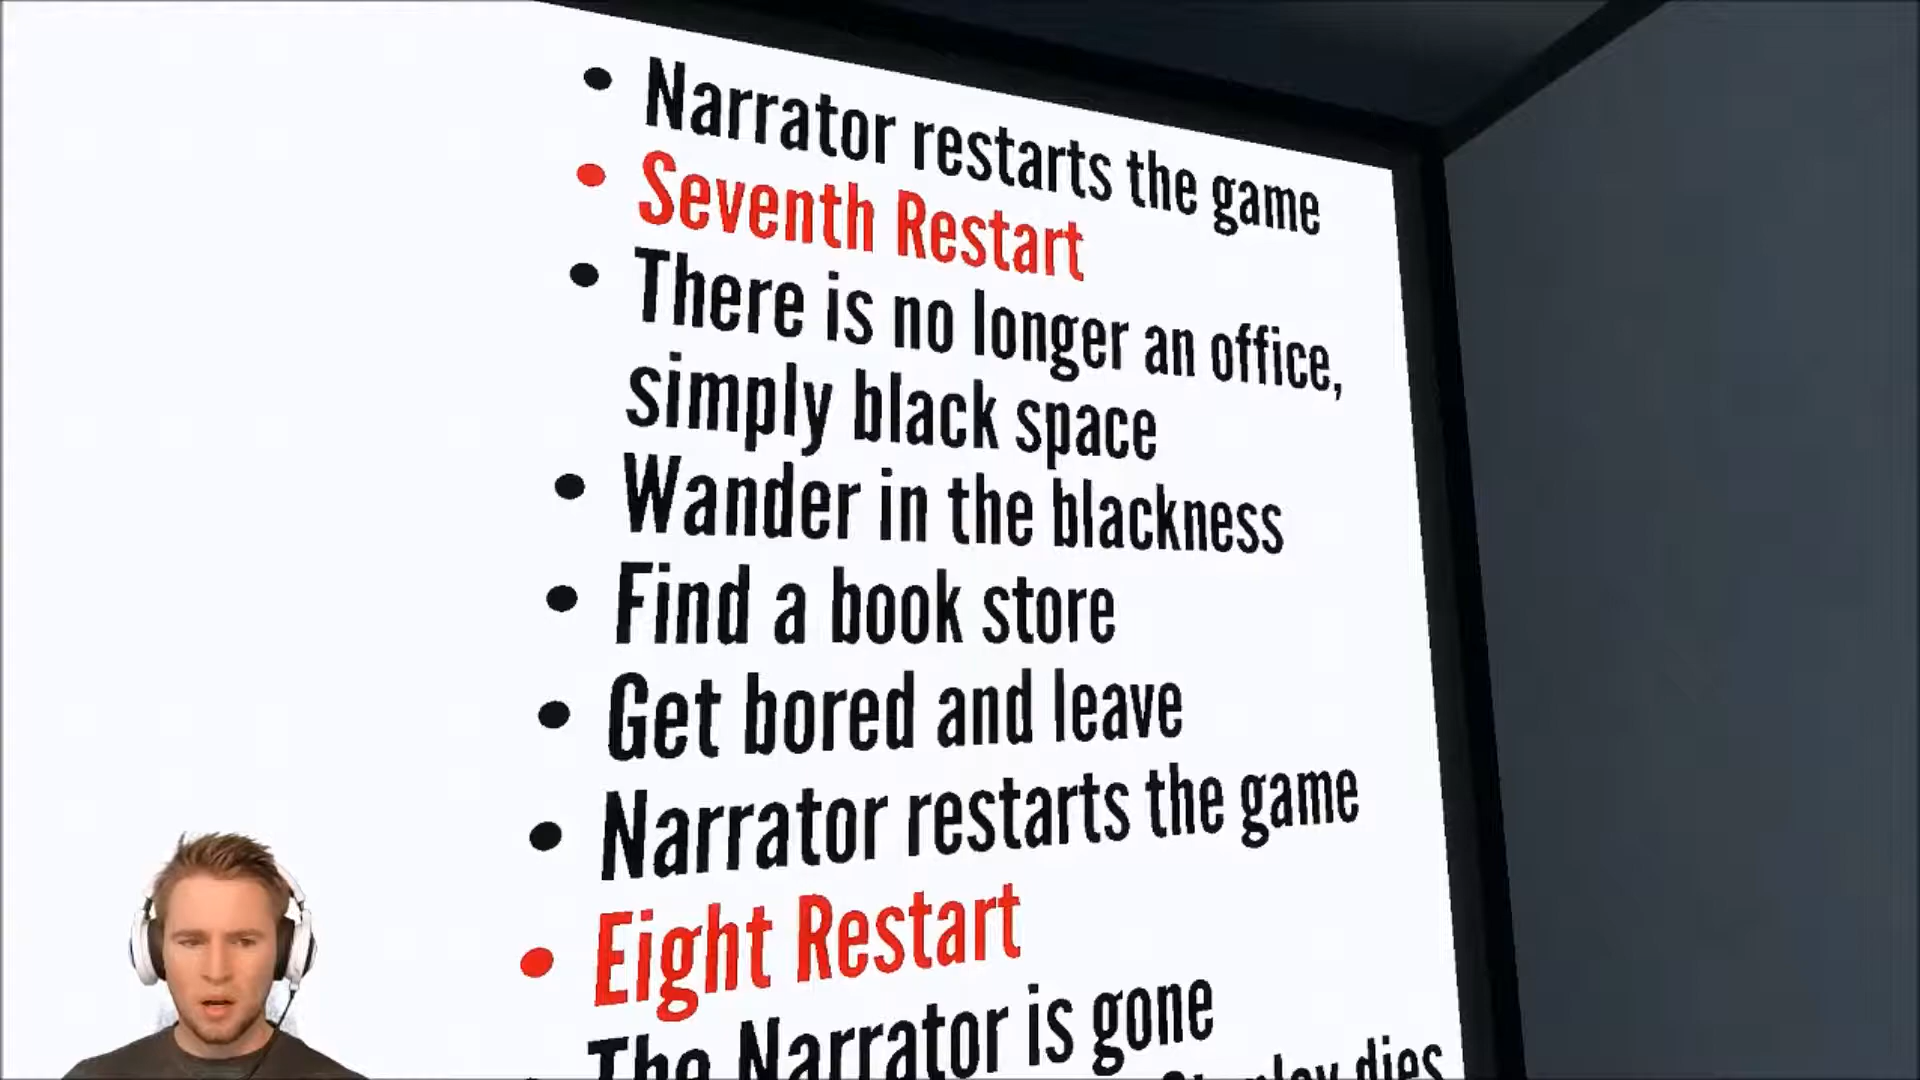 • Narrator restarts the game
• Seventh Restart
• There is no longer an office,
simply black space
• Wander in the blackness
• Find a book store
• Get bored and leave
• Narrator restarts the game
• Eight Restart
The Narrator is gone
dies